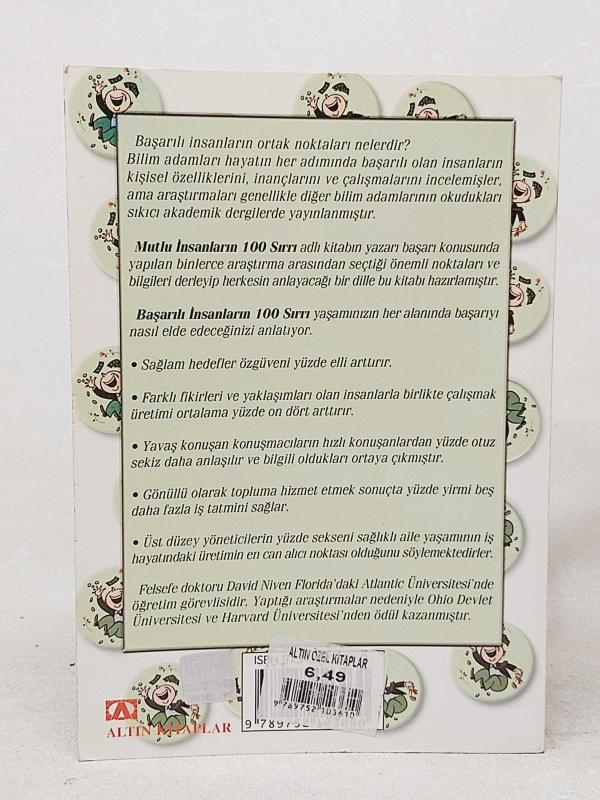 Başarılı insanların ortak noktaları nelerdir?
Bilim adamları hayatın her adımında başarılı olan insanların
kişisel özelliklerini, inançlarını ve çalışmalarını incelemişler,
ama araştırmaları genellikle diğer bilim adamlarının okudukları
sıkıcı akademik dergilerde yayınlanmıştır.
Mutlu İnsanların 100 Sırrı adlı kitabın yazarı başarı konusunda
yapılan binlerce araştırma arasından seçtiği önemli noktaları ve
bilgileri derleyip herkesin anlayacağı bir dille bu kitabı hazırlamıştır.
Başarılı İnsanların 100 Sırrı yaşamınızın her alanında başarıyı
nasıl elde edeceğinizi anlatıyor.
• Sağlam hedefler özgüveni yüzde elli arttırır.
• Farklı fikirleri ve yaklaşımları olan insanlarla birlikte çalışmak
üretimi ortalama yüzde on dört arttırır.
• Yavaş konuşan konuşmacıların hızlı konuşanlardan yüzde otuz
sekiz daha anlaşılır ve bilgili oldukları ortaya çıkmıştır.
• Gönüllü olarak topluma hizmet etmek sonuçta yüzde yirmi beş
daha fazla iş tatmini sağlar.
• Üst düzey yöneticilerin yüzde sekseni sağlıklı aile yaşamının iş
hayatındaki üretimin en can alıcı noktası olduğunu söylemektedirler.
Felsefe doktoru David Niven Florida'daki Atlantic Üniversitesi'nde
öğretim görevlisidir. Yaptığı araştırmalar nedeniyle Ohio Devlet
Üniversitesi ve Harvard Üniversitesi'nden ödül kazanmıştır.
ALTIN ÖZEL KİTAPLAR
6,49
9 789752 103610
9 789752
ALTIN KİTAPLAR